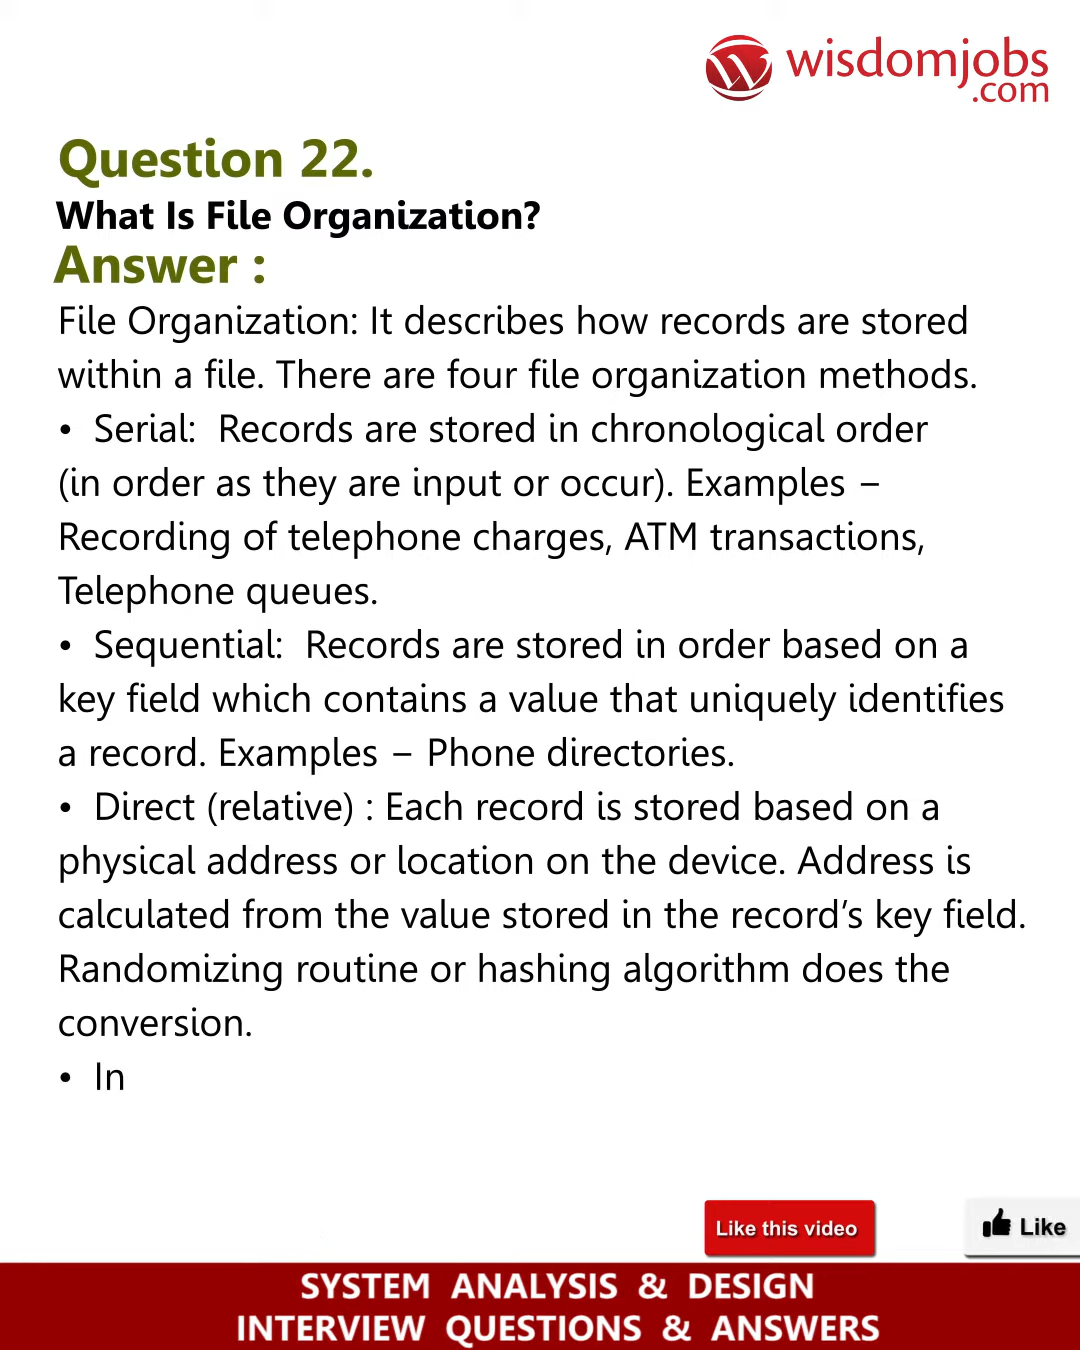 wisdomjobs
.com
Question 22.
What Is File Organization?
Answer :
File Organization: It describes how records are stored
within a file. There are four file organization methods.
• Serial:  Records are stored in chronological order
(in order as they are input or occur). Examples –
Recording of telephone charges, ATM transactions,
Telephone queues.
• Sequential:  Records are stored in order based on a
key field which contains a value that uniquely identifies
a record. Examples – Phone directories.
• Direct (relative) : Each record is stored based on a
physical address or location on the device. Address is
calculated from the value stored in the record’s key field.
Randomizing routine or hashing algorithm does the
conversion.
• In
Like this video
Like
SYSTEM ANALYSIS & DESIGN
INTERVIEW QUESTIONS & ANSWERS